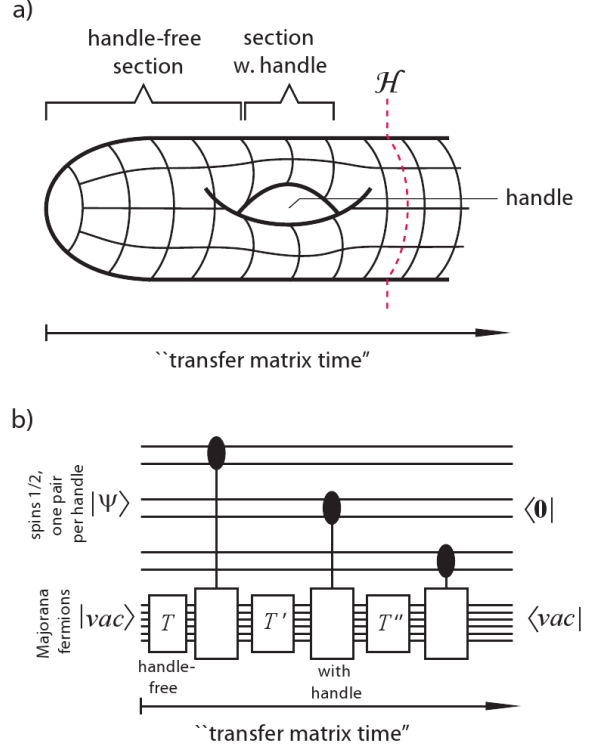 a)
handle-free
section
section
w. handle
ℋ
handle
``transfer matrix time”
b)
spins 1/2,
one pair
per handle
|Ψ⟩
⟨0|
Majorana
fermions
|vac⟩
T
T'
T"
⟨vac|
handle-
free
with
handle
``transfer matrix time”